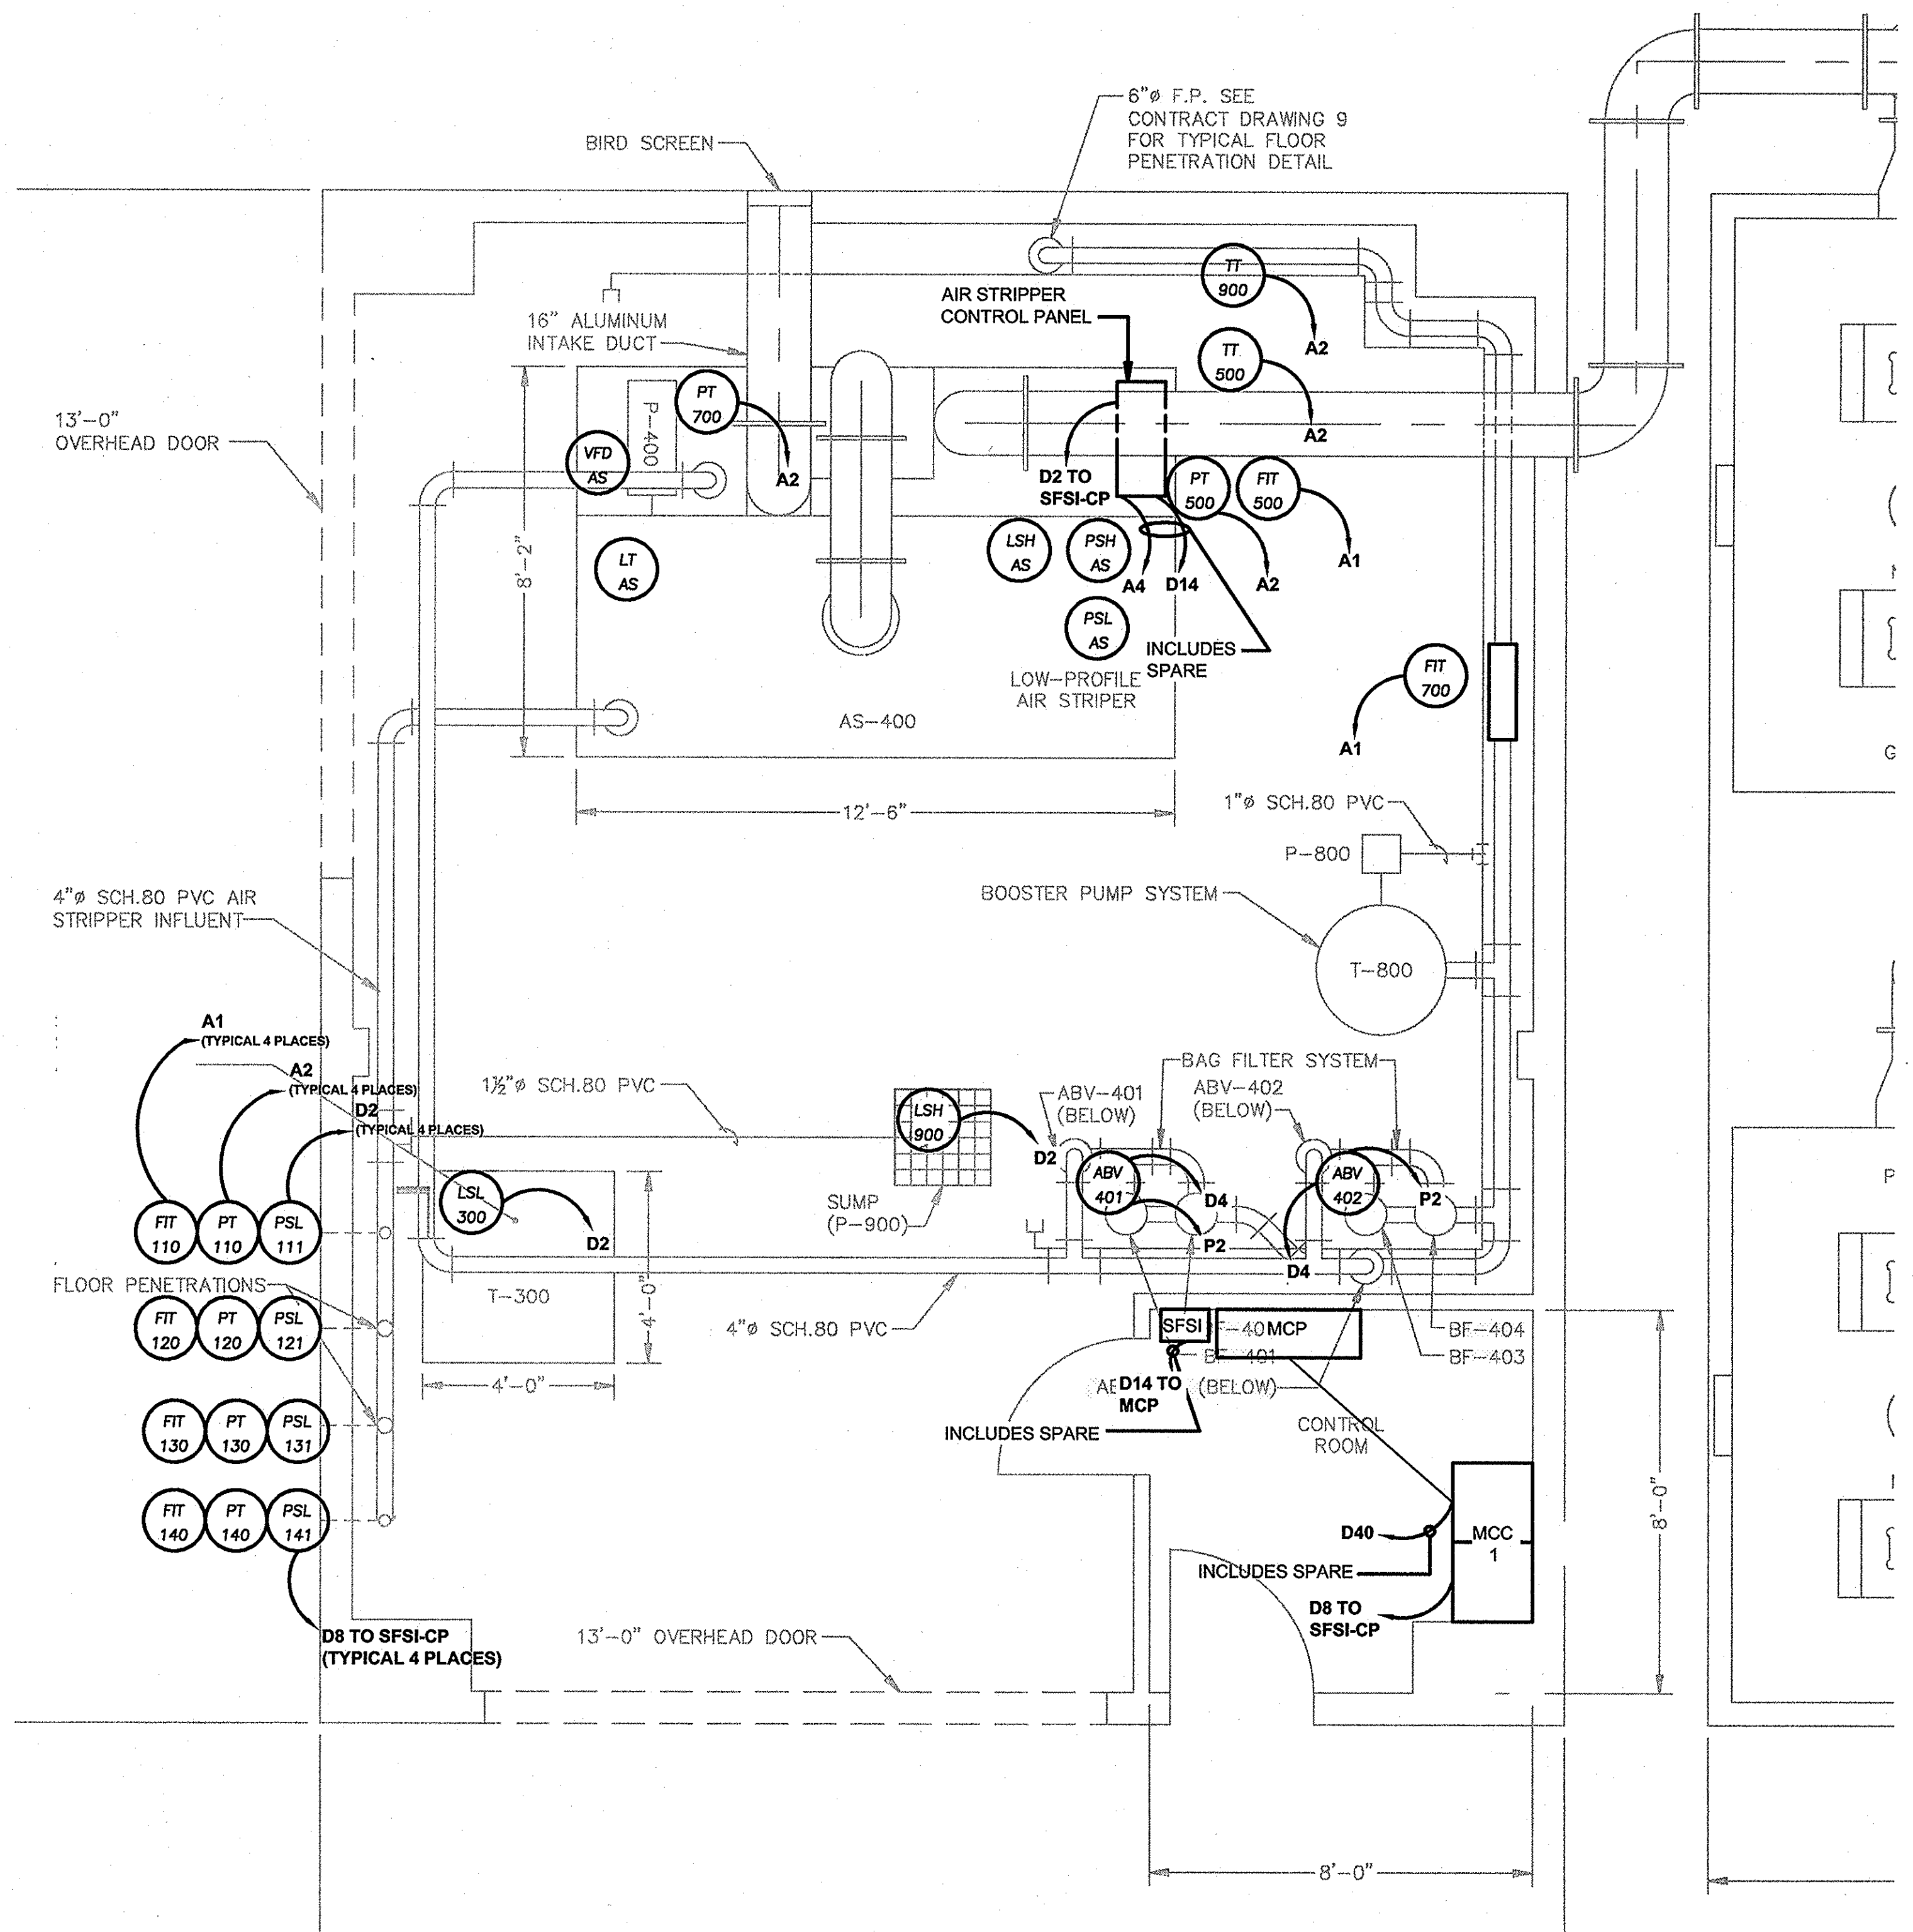 6"ø F.P. SEE
CONTRACT DRAWING 9
FOR TYPICAL FLOOR
PENETRATION DETAIL
BIRD SCREEN
TT
900
A2
AIR STRIPPER
CONTROL PANEL
16" ALUMINUM
INTAKE DUCT
TT
500
A2
13'-0"
OVERHEAD DOOR
PT
700
A2
P-400
VFD
AS
D2 TO
SFSI-CP
PT
500
FIT
500
A1
8'-2"
LT
AS
LSH
AS
PSH
AS
A4
D14
A2
PSL
AS
INCLUDES
SPARE
LOW-PROFILE
AIR STRIPER
AS-400
FIT
700
A1
G
12'-6"
1"ø SCH.80 PVC
P-800
BOOSTER PUMP SYSTEM
T-800
4"ø SCH.80 PVC AIR
STRIPPER INFLUENT
A1
(TYPICAL 4 PLACES)
A2
(TYPICAL 4 PLACES)
D2
(TYPICAL 4 PLACES)
1½"ø SCH.80 PVC
LSH
900
D2
ABV-401
(BELOW)
BAG FILTER SYSTEM
ABV-402
(BELOW)
ABV
401
D4
P2
ABV
402
P2
D4
P
LSL
300
D2
SUMP
(P-900)
FIT
110
PT
110
PSL
111
FLOOR PENETRATIONS
T-300
4'-0"
4'-0"
FIT
120
PT
120
PSL
121
4"ø SCH.80 PVC
SFSI
F-40
MCP
BF-401
BF-404
BF-403
D14 TO
MCP
(BELOW)
INCLUDES SPARE
CONTROL
ROOM
FIT
130
PT
130
PSL
131
FIT
140
PT
140
PSL
141
D8 TO SFSI-CP
(TYPICAL 4 PLACES)
D40
MCC
1
INCLUDES SPARE
D8 TO
SFSI-CP
8'-0"
13'-0" OVERHEAD DOOR
8'-0"